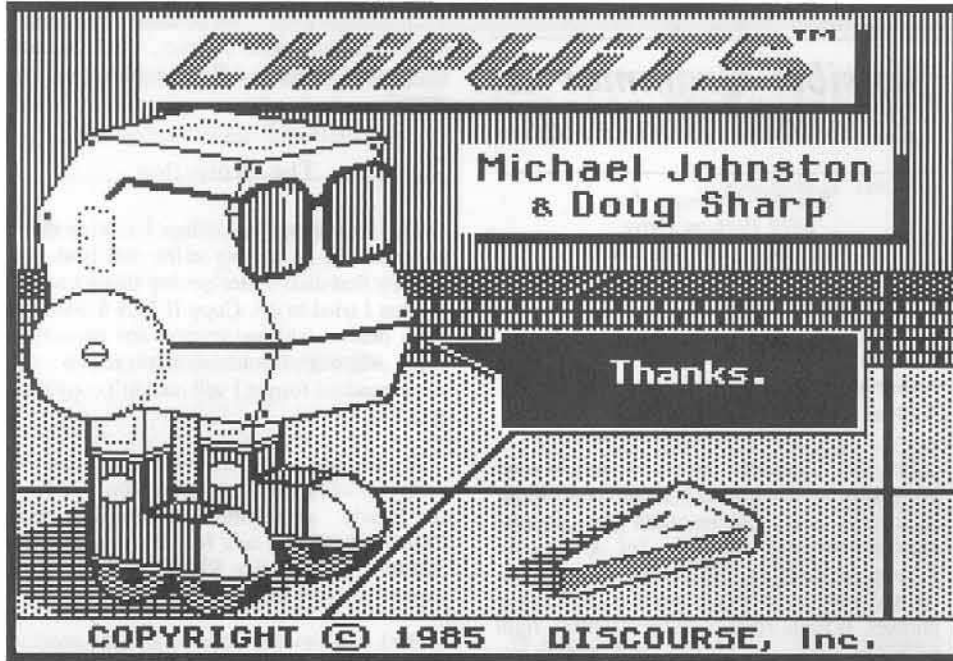 CHIPWITS™
Michael Johnston
& Doug Sharp
Thanks.
COPYRIGHT © 1985 DISCOURSE, Inc.